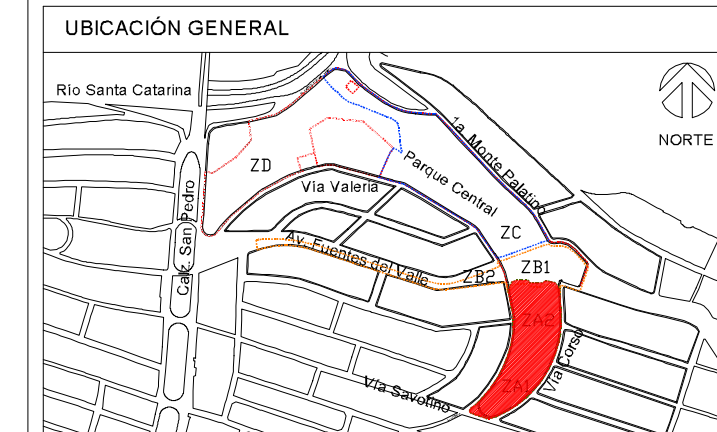 UBICACIÓN GENERAL
Río Santa Catarina
NORTE
1a. Monte Palatino
ZD
Parque Central
Vía Valeria
Calz. San Pedro
ZC
Av. Fuentes del Valle
ZB2
ZB1
ZA2
Vía Corso
Vía Savotino
ZA1